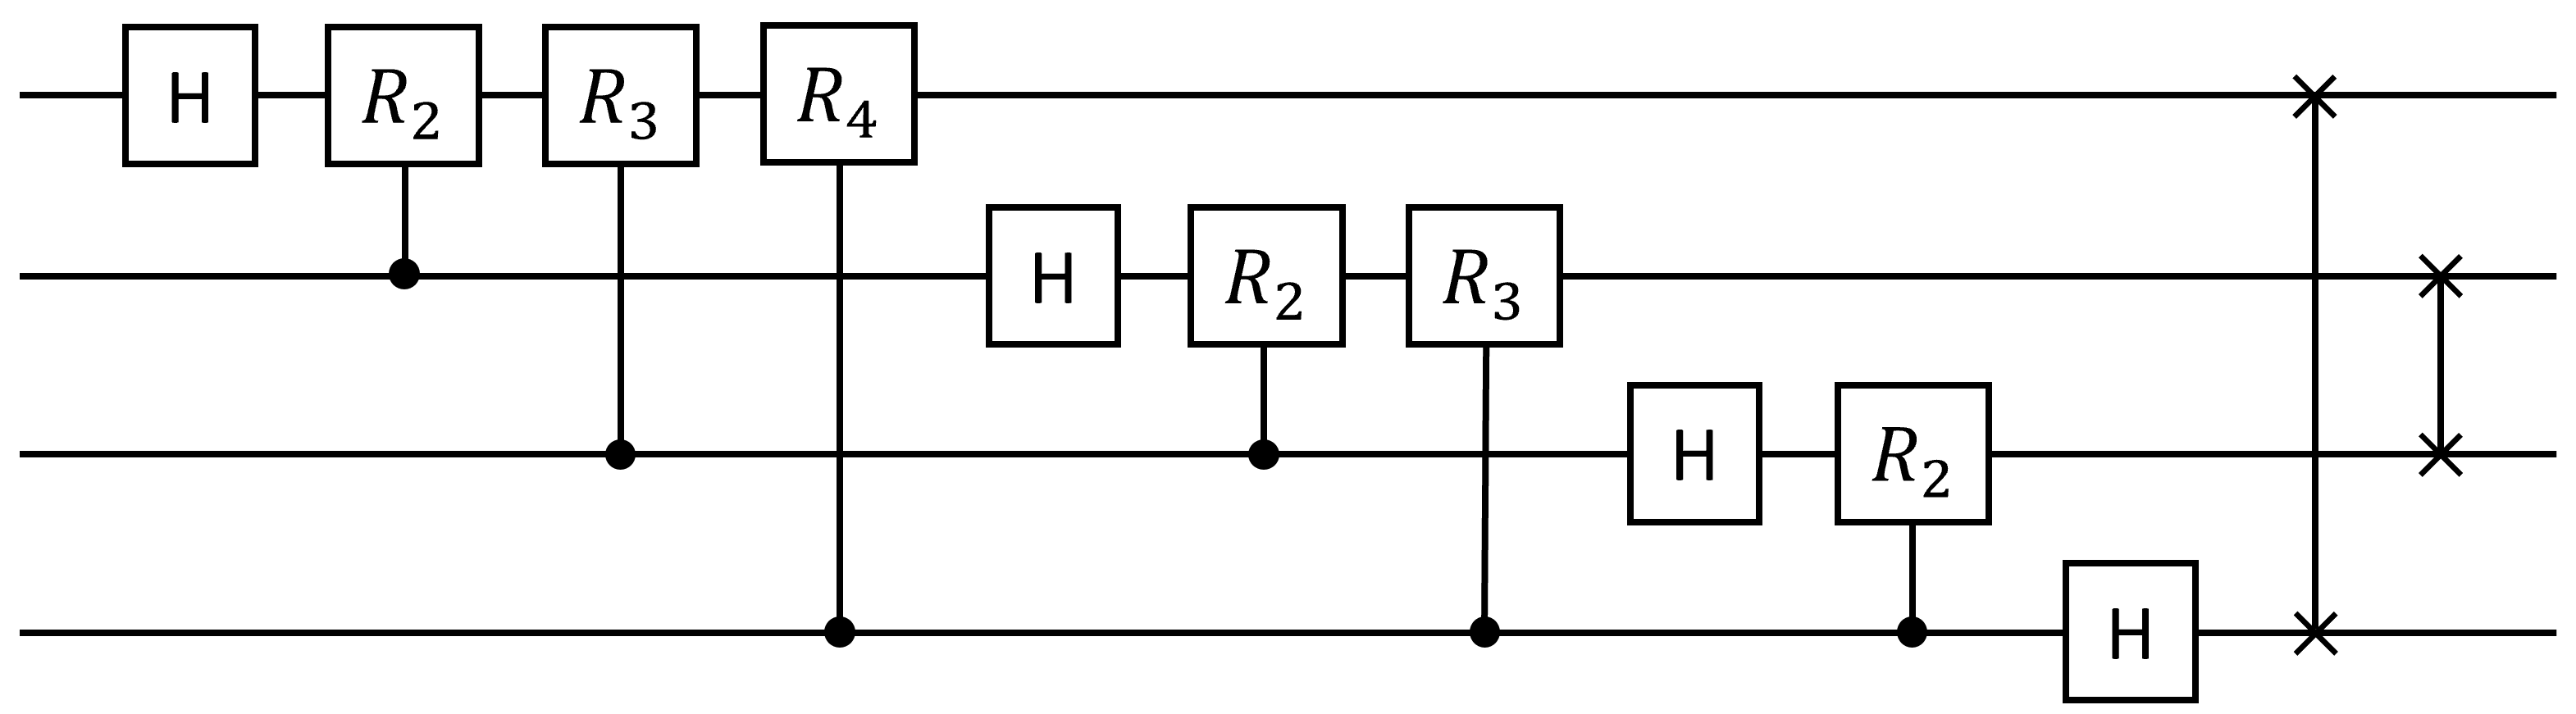 H R₂ R₃ R₄
H R₂ R₃
H R₂
H